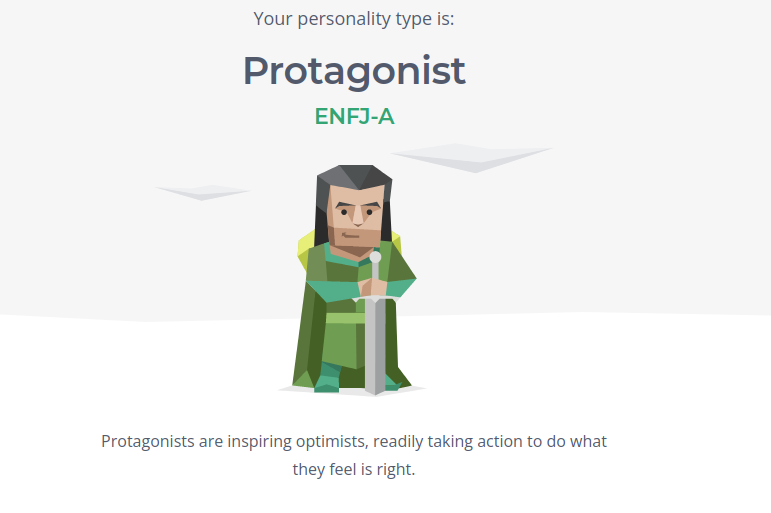 Your personality type is:
Protagonist
ENFJ-A
Protagonists are inspiring optimists, readily taking action to do what
they feel is right.